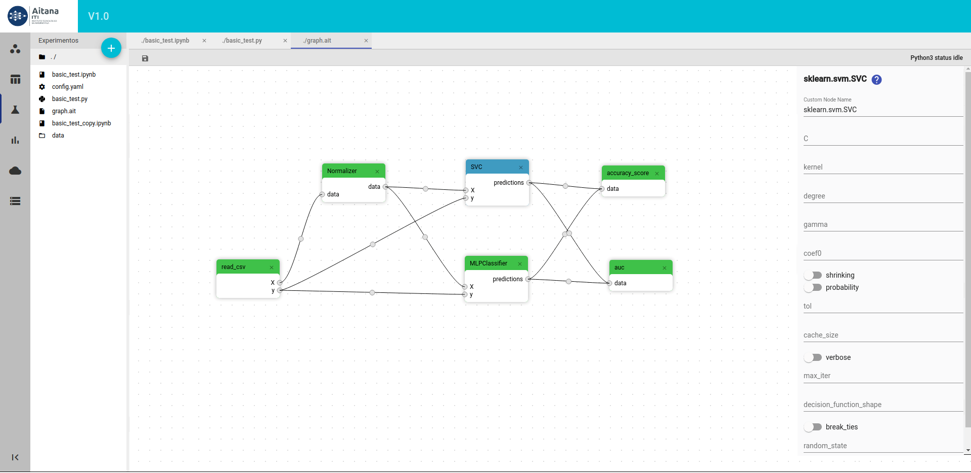 Aitana
ITI
V1.0
Experimentos
./
basic_test.ipynb
config.yaml
basic_test.py
graph.ait
basic_test_copy.ipynb
data
+
./basic_test.ipynb ×
./basic_test.py ×
./graph.ait ×
Python3 status idle
Normalizer ×
data
data
SVC ×
predictions
X
y
accuracy_score ×
data
read_csv ×
X
y
MLPClassifier ×
predictions
X
y
auc ×
data
sklearn.svm.SVC ?
Custom Node Name
sklearn.svm.SVC
C
kernel
degree
gamma
coef0
shrinking
probability
tol
cache_size
verbose
max_iter
decision_function_shape
break_ties
random_state